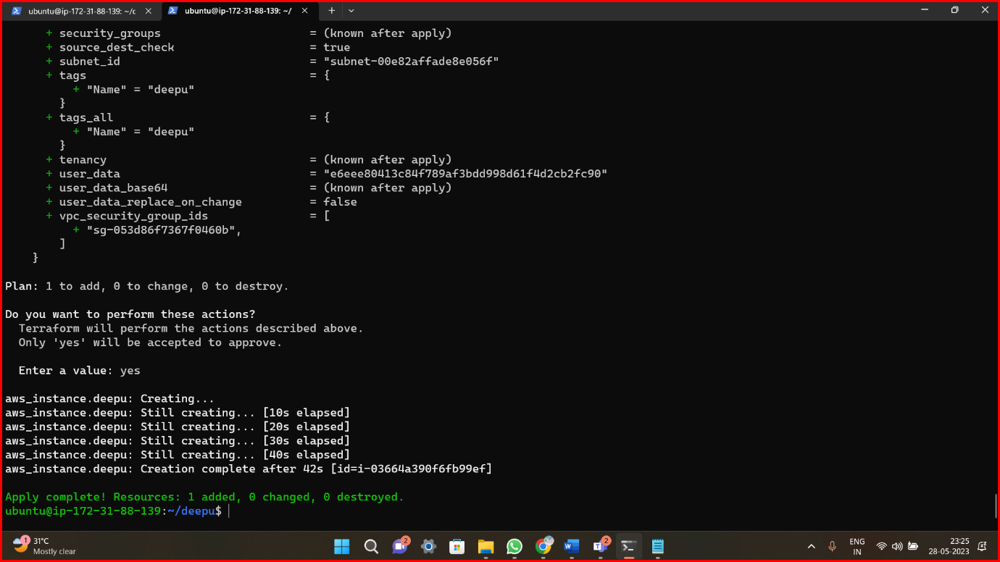 ubuntu@ip-172-31-88-139: ~/c
ubuntu@ip-172-31-88-139: ~/
+ security_groups = (known after apply)
+ source_dest_check = true
+ subnet_id = "subnet-00e82affade8e056f"
+ tags = {
+ "Name" = "deepu"
}
+ tags_all = {
+ "Name" = "deepu"
}
+ tenancy = (known after apply)
+ user_data = "e6eee80413c84f789af3bdd998d61f4d2cb2fc90"
+ user_data_base64 = (known after apply)
+ user_data_replace_on_change = false
+ vpc_security_group_ids = [
+ "sg-053d86f7367f0460b",
]
}
Plan: 1 to add, 0 to change, 0 to destroy.
Do you want to perform these actions?
Terraform will perform the actions described above.
Only 'yes' will be accepted to approve.
Enter a value: yes
aws_instance.deepu: Creating...
aws_instance.deepu: Still creating... [10s elapsed]
aws_instance.deepu: Still creating... [20s elapsed]
aws_instance.deepu: Still creating... [30s elapsed]
aws_instance.deepu: Still creating... [40s elapsed]
aws_instance.deepu: Creation complete after 42s [id=i-03664a390f6fb99ef]
Apply complete! Resources: 1 added, 0 changed, 0 destroyed.
ubuntu@ip-172-31-88-139:~/deepu$
1
31°C
Mostly clear
2
W
T
2
ENG
IN
23:25
28-05-2023